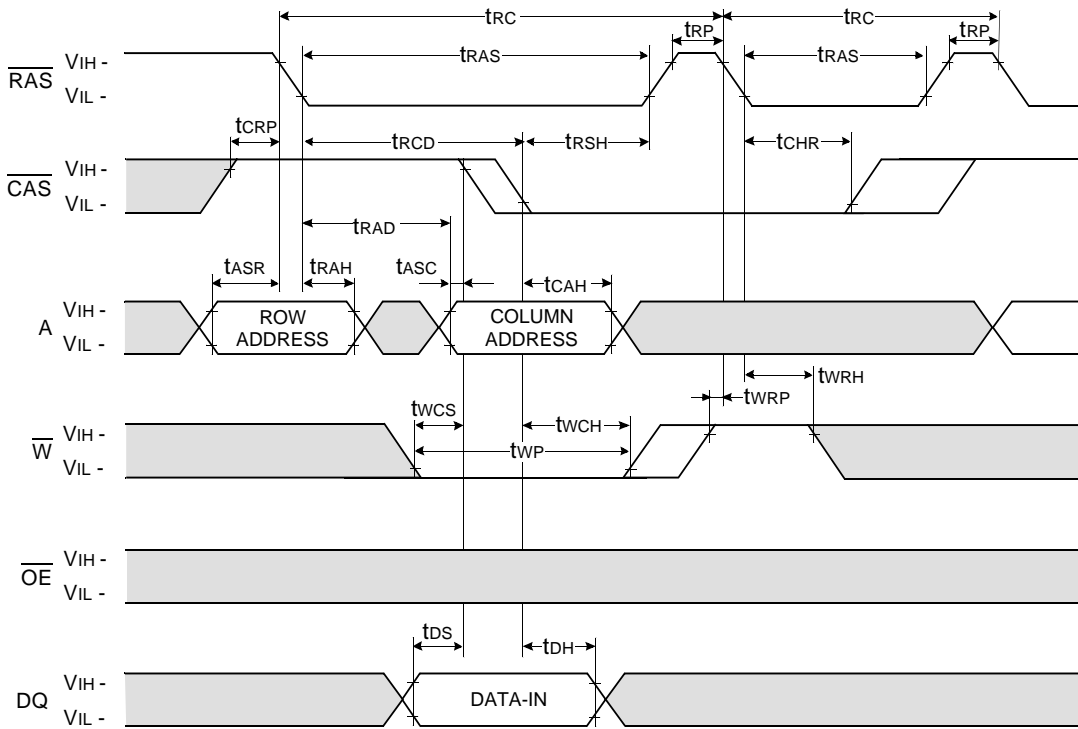 tRC tRC
tRP tRP
VIH -
RAS
VIL -
tRAS tRAS
tCRP tRCD tRSH tCHR
VIH -
CAS
VIL -
tRAD
tASR tRAH tASC tCAH
VIH -
A
VIL -
ROW
ADDRESS
COLUMN
ADDRESS
tWRH
tWRP
tWCS tWCH
VIH -
W
VIL -
tWP
VIH -
OE
VIL -
tDS tDH
VIH -
DQ
VIL -
DATA-IN